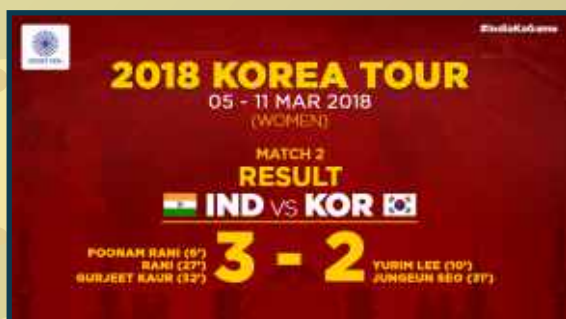 #IndiaKaGame
2018 KOREA TOUR
05 - 11 MAR 2018
(WOMEN)
MATCH 2
RESULT
IND VS KOR
3 - 2
POONAM RANI (6')
RANI (27')
GURJEET KAUR (32')
YURIM LEE (10')
JUNGEUN SEO (31')